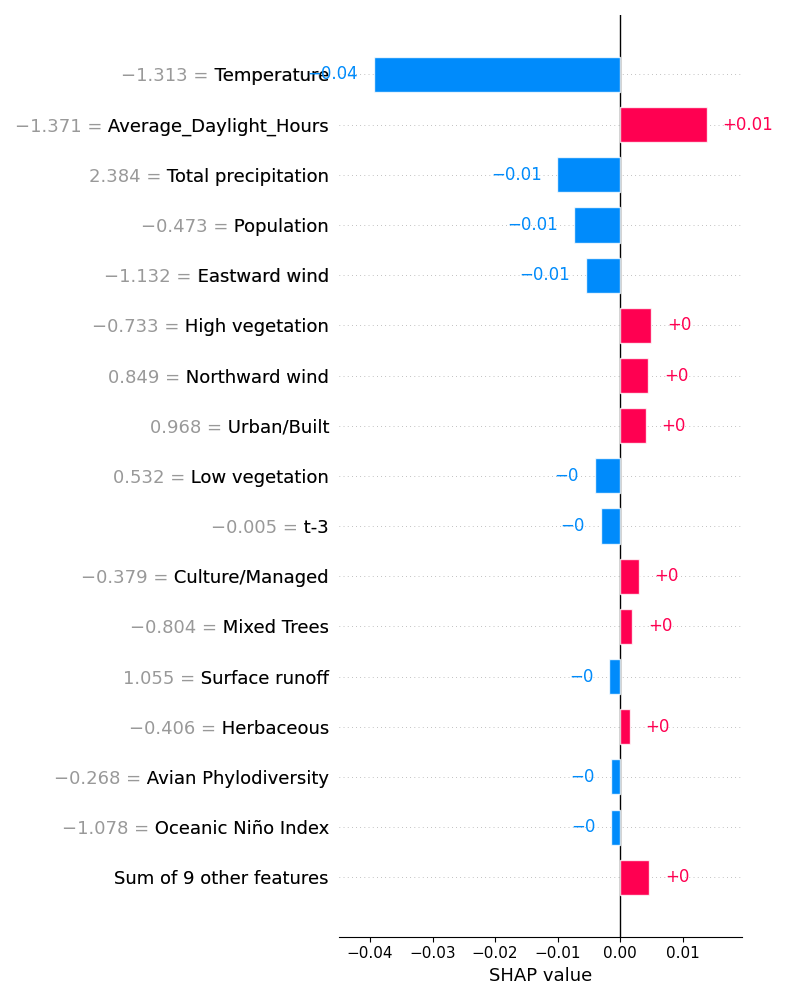 −1.313 = Temperature −0.04
−1.371 = Average_Daylight_Hours +0.01
2.384 = Total precipitation −0.01
−0.473 = Population −0.01
−1.132 = Eastward wind −0.01
−0.733 = High vegetation +0
0.849 = Northward wind +0
0.968 = Urban/Built +0
0.532 = Low vegetation −0
−0.005 = t-3 −0
−0.379 = Culture/Managed +0
−0.804 = Mixed Trees +0
1.055 = Surface runoff −0
−0.406 = Herbaceous +0
−0.268 = Avian Phylodiversity −0
−1.078 = Oceanic Niño Index −0
Sum of 9 other features +0
−0.04 −0.03 −0.02 −0.01 0.00 0.01
SHAP value